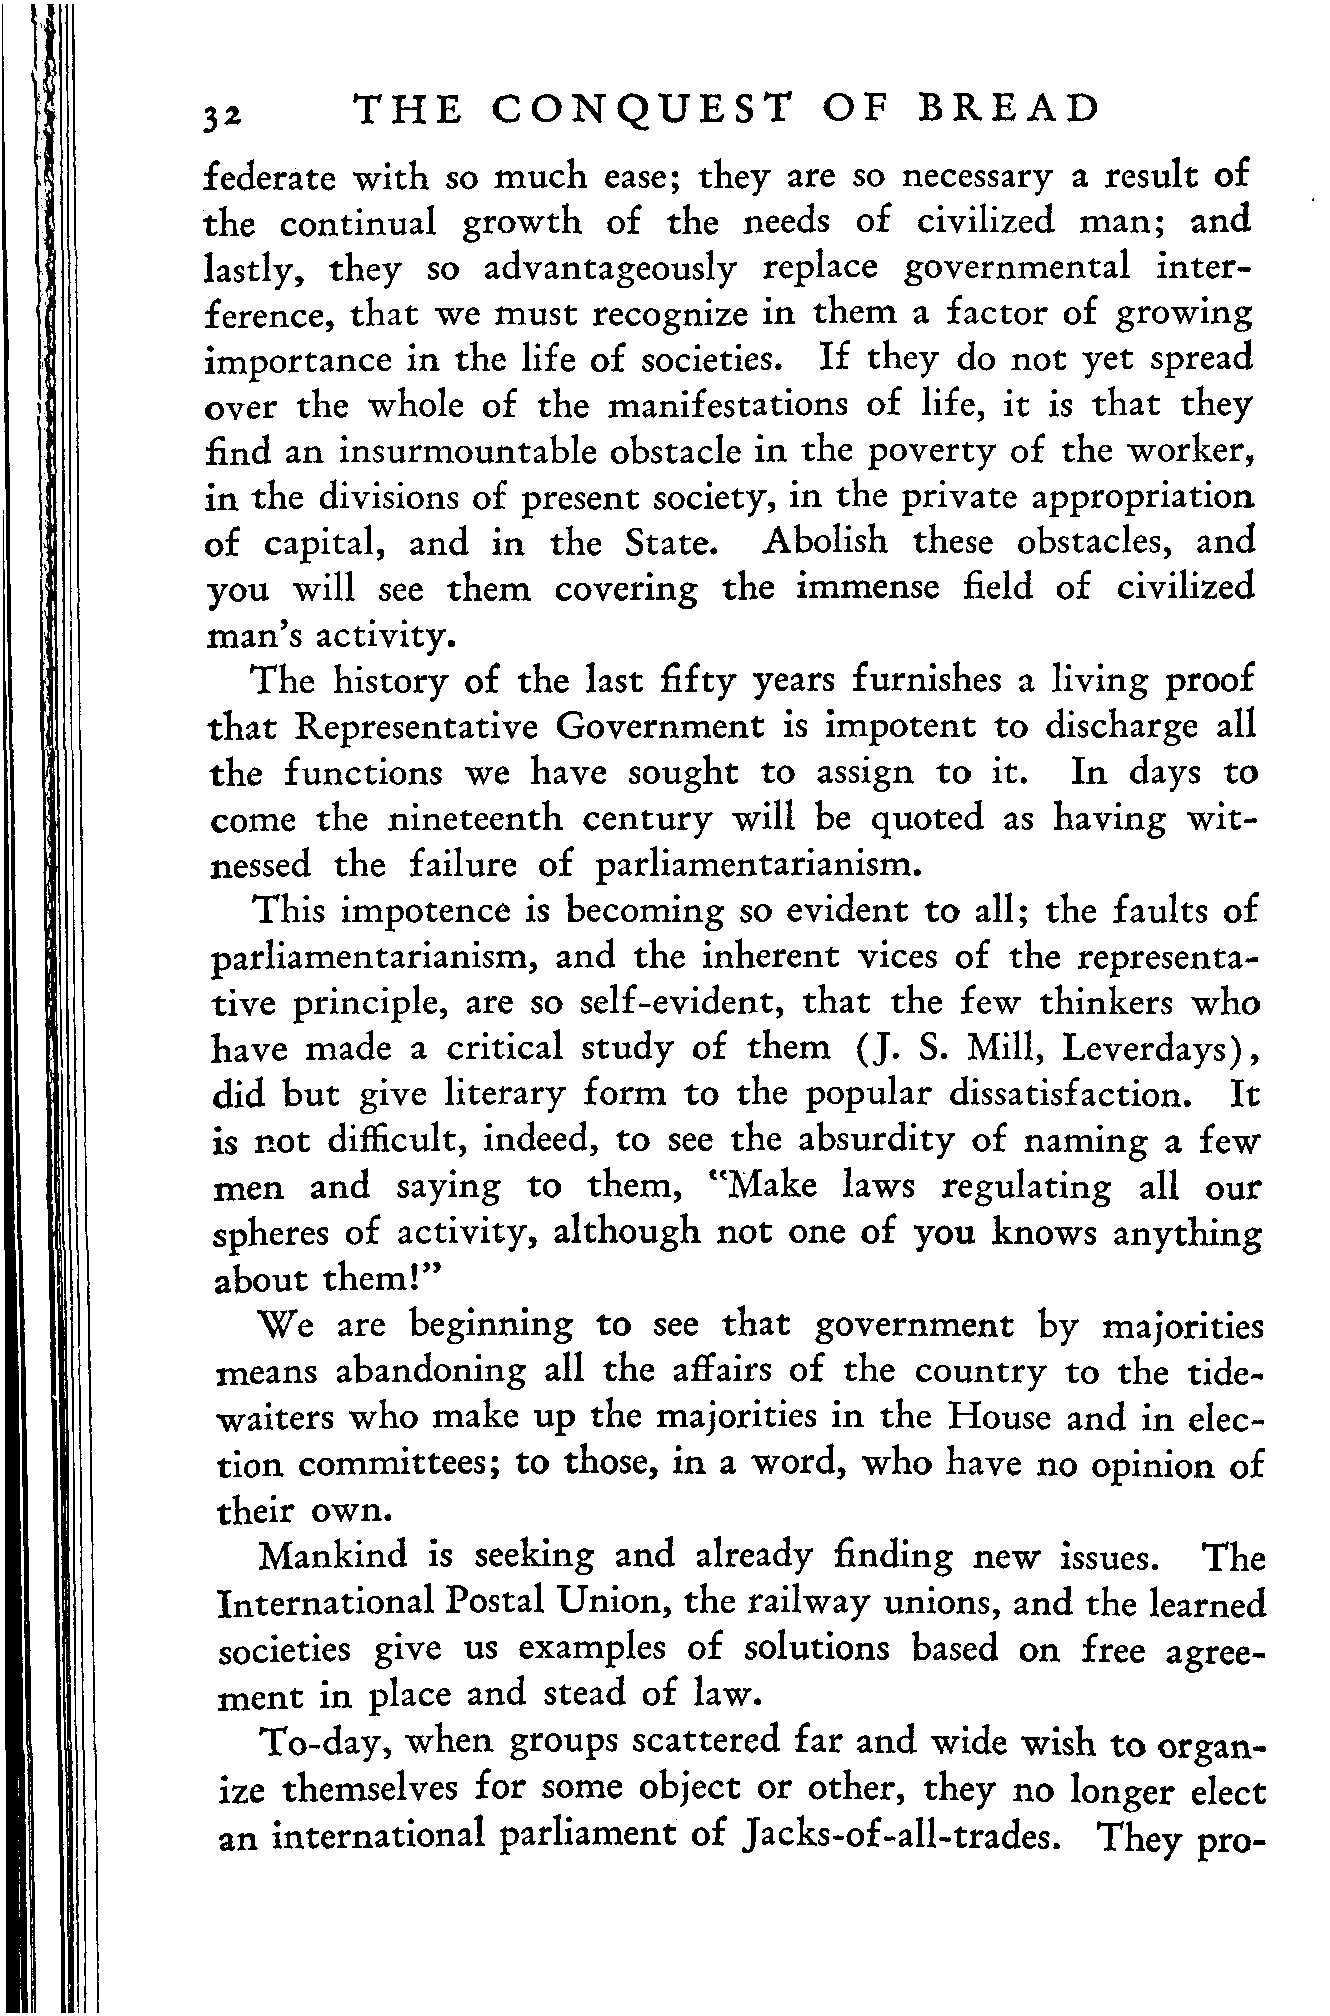 32 THE CONQUEST OF BREAD
federate with so much ease; they are so necessary a result of
the continual growth of the needs of civilized man; and
lastly, they so advantageously replace governmental inter-
ference, that we must recognize in them a factor of growing
importance in the life of societies. If they do not yet spread
over the whole of the manifestations of life, it is that they
find an insurmountable obstacle in the poverty of the worker,
in the divisions of present society, in the private appropriation
of capital, and in the State. Abolish these obstacles, and
you will see them covering the immense field of civilized
man's activity.
The history of the last fifty years furnishes a living proof
that Representative Government is impotent to discharge all
the functions we have sought to assign to it. In days to
come the nineteenth century will be quoted as having wit-
nessed the failure of parliamentarianism.
This impotence is becoming so evident to all; the faults of
parliamentarianism, and the inherent vices of the representa-
tive principle, are so self-evident, that the few thinkers who
have made a critical study of them (J. S. Mill, Leverdays),
did but give literary form to the popular dissatisfaction. It
is not difficult, indeed, to see the absurdity of naming a few
men and saying to them, "Make laws regulating all our
spheres of activity, although not one of you knows anything
about them!"
We are beginning to see that government by majorities
means abandoning all the affairs of the country to the tide-
waiters who make up the majorities in the House and in elec-
tion committees; to those, in a word, who have no opinion of
their own.
Mankind is seeking and already finding new issues. The
International Postal Union, the railway unions, and the learned
societies give us examples of solutions based on free agree-
ment in place and stead of law.
To-day, when groups scattered far and wide wish to organ-
ize themselves for some object or other, they no longer elect
an international parliament of Jacks-of-all-trades. They pro-